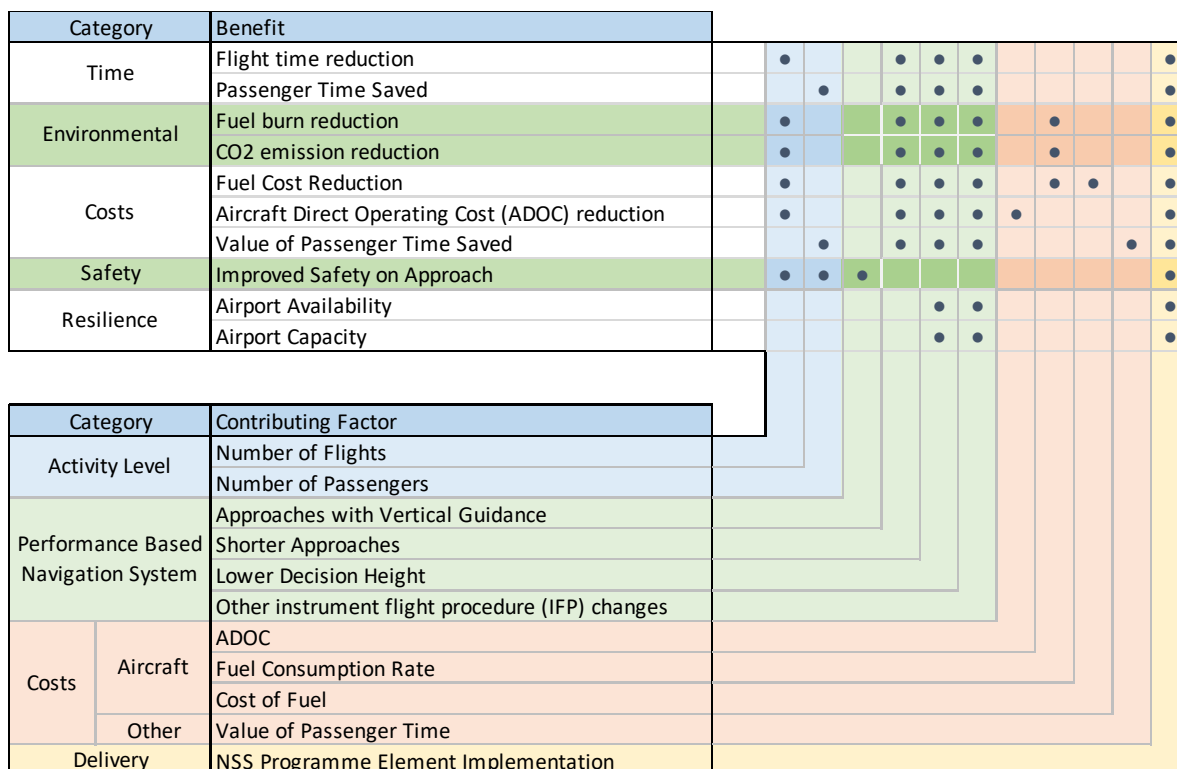 Category Benefit
Time
Flight time reduction
Passenger Time Saved
Environmental
Fuel burn reduction
CO2 emission reduction
Costs
Fuel Cost Reduction
Aircraft Direct Operating Cost (ADOC) reduction
Value of Passenger Time Saved
Safety Improved Safety on Approach
Resilience
Airport Availability
Airport Capacity
Category Contributing Factor
Activity Level
Number of Flights
Number of Passengers
Performance Based
Navigation System
Approaches with Vertical Guidance
Shorter Approaches
Lower Decision Height
Other instrument flight procedure (IFP) changes
Costs
Aircraft
ADOC
Fuel Consumption Rate
Cost of Fuel
Other Value of Passenger Time
Delivery NSS Programme Element Implementation